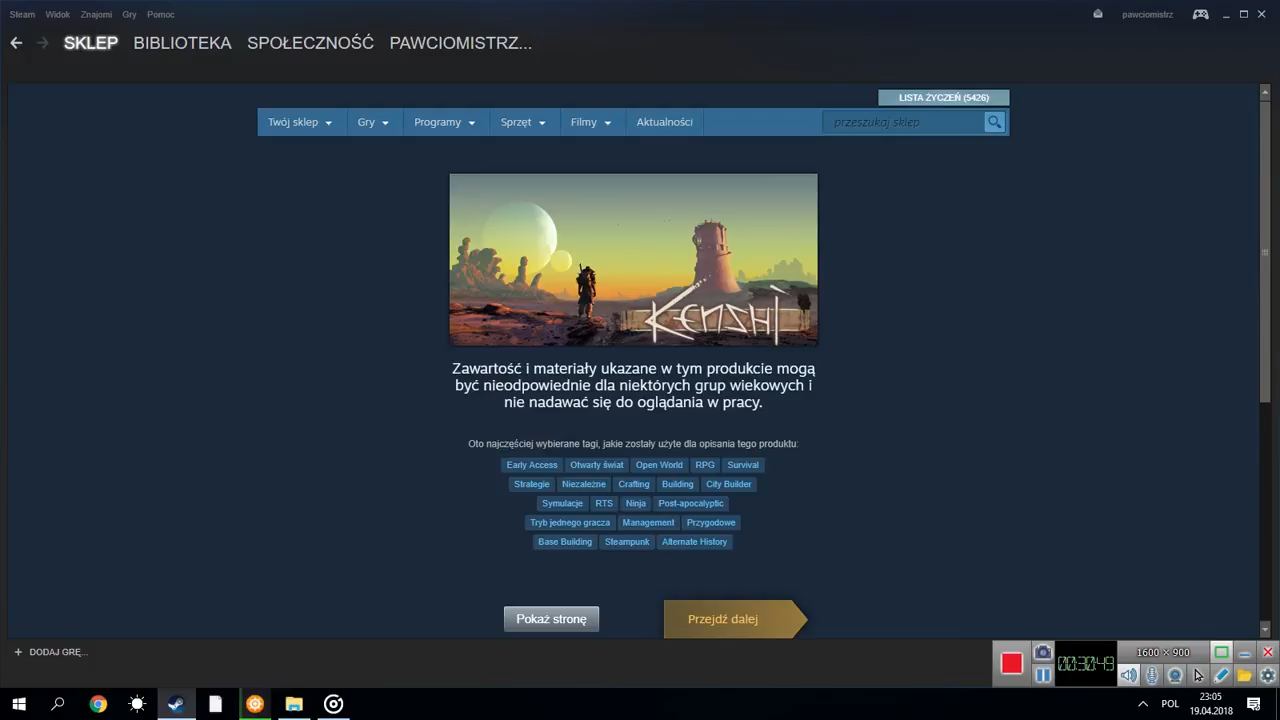 Steam Widok Znajomi Gry Pomoc pawciomistrz
SKLEP BIBLIOTEKA SPOŁECZNOŚĆ PAWCIOMISTRZ...
LISTA ŻYCZEŃ (5426)
Twój sklep Gry Programy Sprzęt Filmy Aktualności przeszukaj sklep
KENSHI
Zawartość i materiały ukazane w tym produkcie mogą
być nieodpowiednie dla niektórych grup wiekowych i
nie nadawać się do oglądania w pracy.
Oto najczęściej wybierane tagi, jakie zostały użyte dla opisania tego produktu:
Early Access Otwarty świat Open World RPG Survival
Strategie Niezależne Crafting Building City Builder
Symulacje RTS Ninja Post-apocalyptic
Tryb jednego gracza Management Przygodowe
Base Building Steampunk Alternate History
Pokaż stronę Przejdź dalej
+ DODAJ GRĘ...
1600 × 900
00:30:49
POL
23:05
19.04.2018